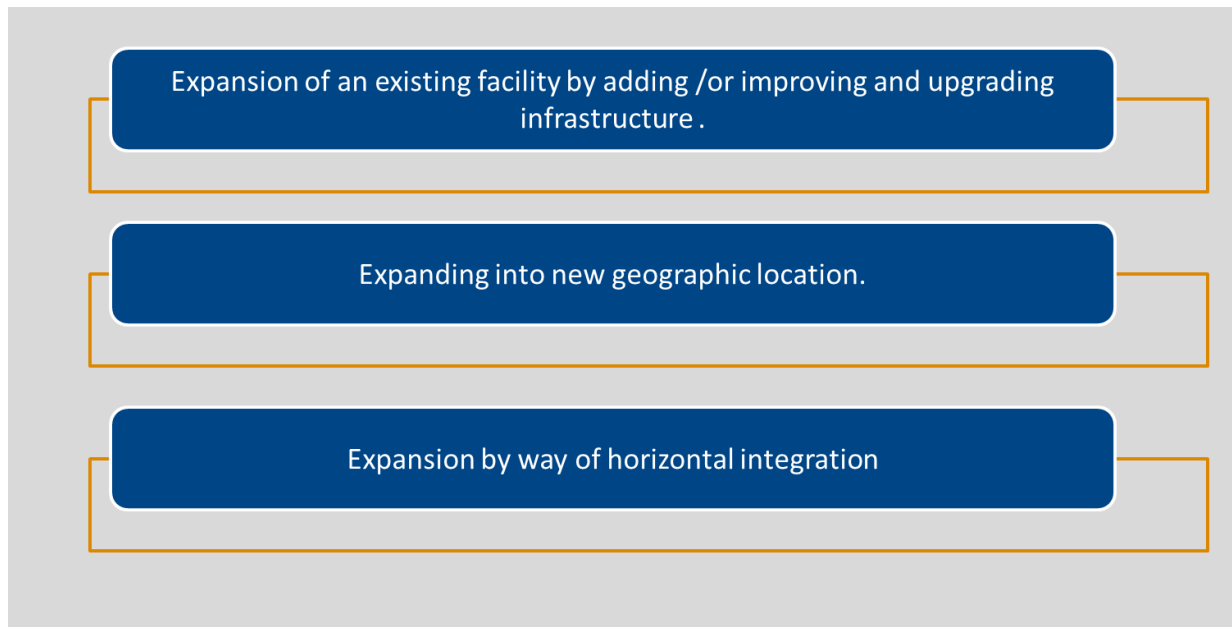 Expansion of an existing facility by adding /or improving and upgrading
infrastructure .
Expanding into new geographic location.
Expansion by way of horizontal integration